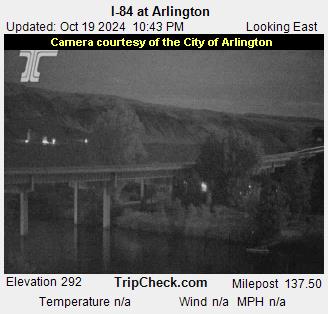 I-84 at Arlington
Updated: Oct 19 2024 10:43 PM Looking East
Camera courtesy of the City of Arlington
Elevation 292 TripCheck.com Milepost 137.50
Temperature n/a Wind n/a MPH n/a